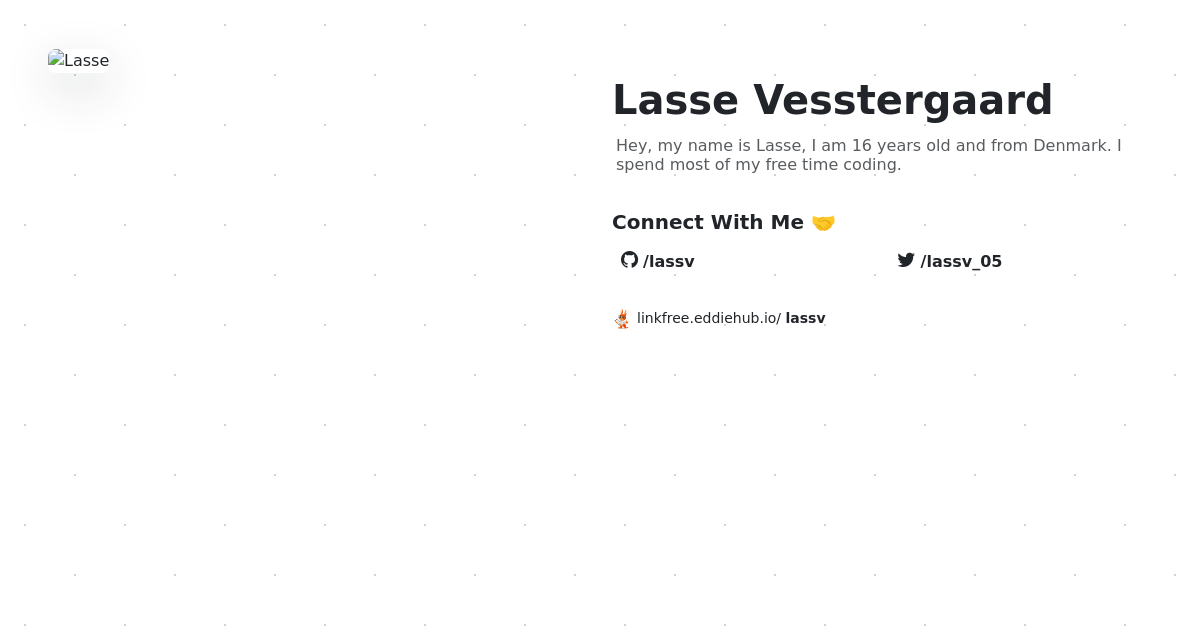 Lasse
Lasse Vesstergaard
Hey, my name is Lasse, I am 16 years old and from Denmark. I
spend most of my free time coding.
Connect With Me 🤝
/lassv
/lassv_05
linkfree.eddiehub.io/ lassv